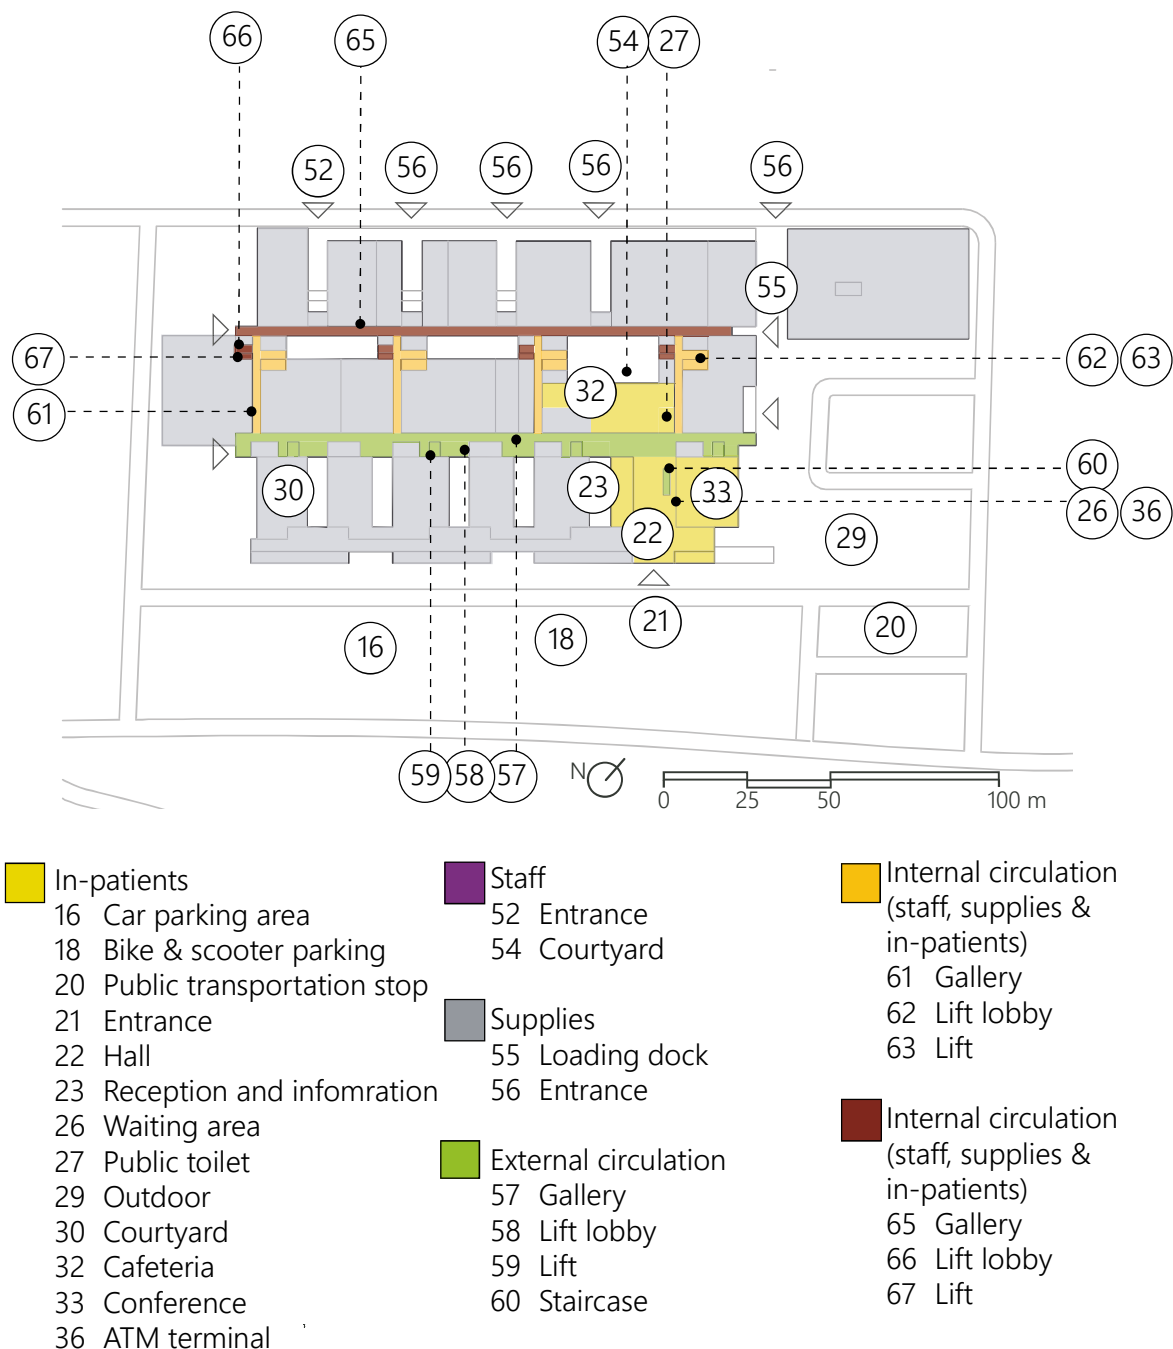 66
65
54
27
52
56
56
56
56
55
67
62
63
32
61
60
30
23
33
26
36
22
29
21
20
16
18
59
58
57
N
0
25
50
100 m
In-patients
16 Car parking area
18 Bike & scooter parking
20 Public transportation stop
21 Entrance
22 Hall
23 Reception and infomration
26 Waiting area
27 Public toilet
29 Outdoor
30 Courtyard
32 Cafeteria
33 Conference
36 ATM terminal
Staff
52 Entrance
54 Courtyard
Supplies
55 Loading dock
56 Entrance
External circulation
57 Gallery
58 Lift lobby
59 Lift
60 Staircase
Internal circulation
(staff, supplies &
in-patients)
61 Gallery
62 Lift lobby
63 Lift
Internal circulation
(staff, supplies &
in-patients)
65 Gallery
66 Lift lobby
67 Lift